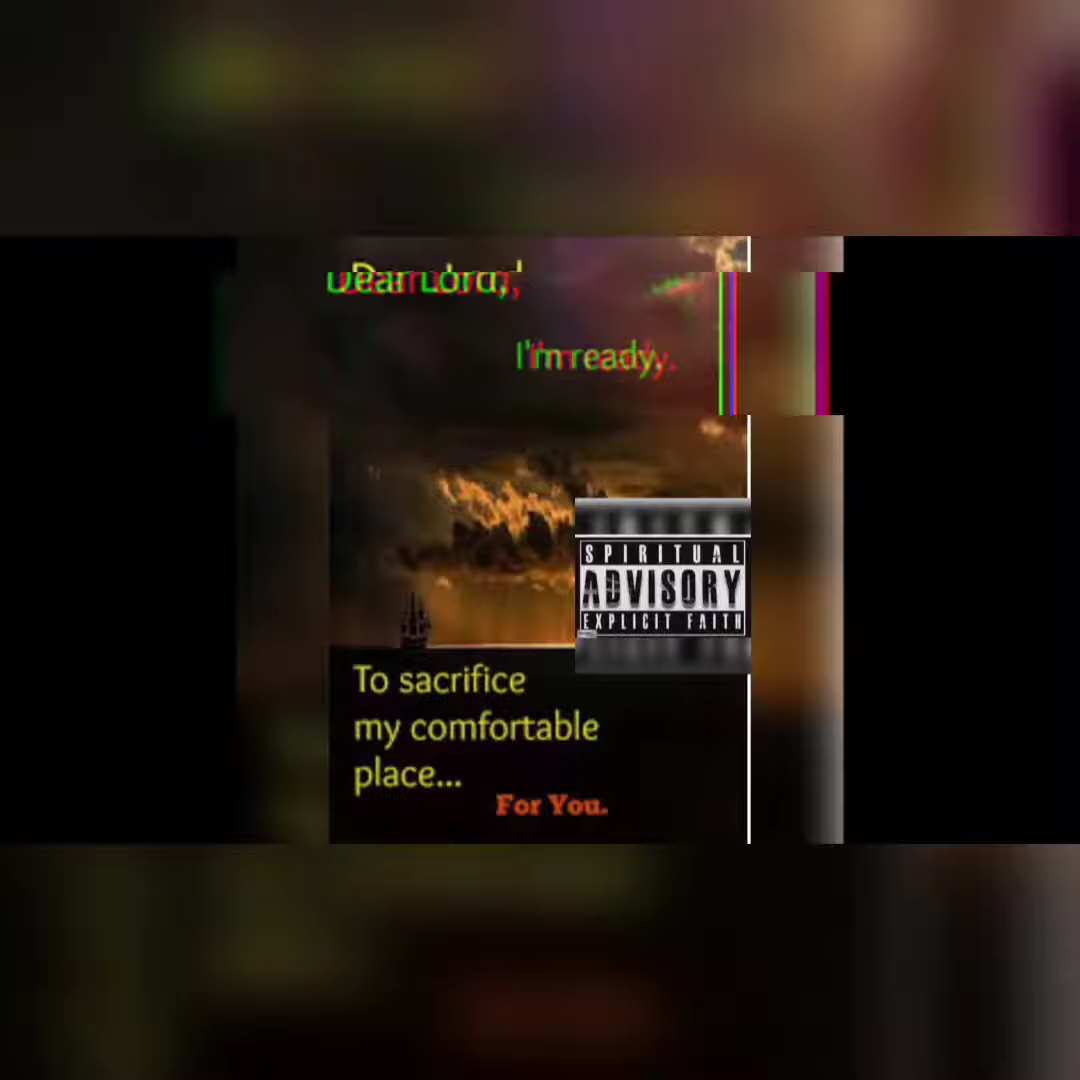 Dear Lord,
I'm ready,
SPIRITUAL
ADVISORY
EXPLICIT FAITH
To sacrifice
my comfortable
place...
For You.